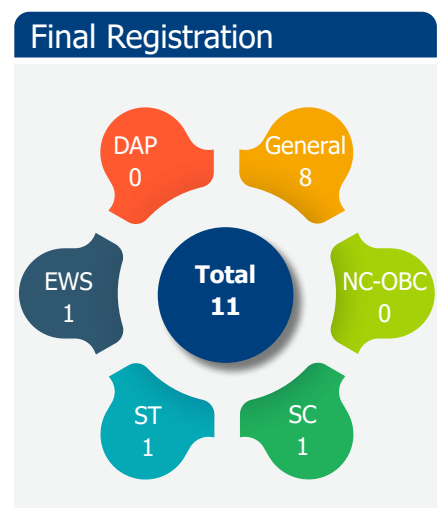 Final Registration
DAP
0
General
8
EWS
1
Total
11
NC-OBC
0
ST
1
SC
1